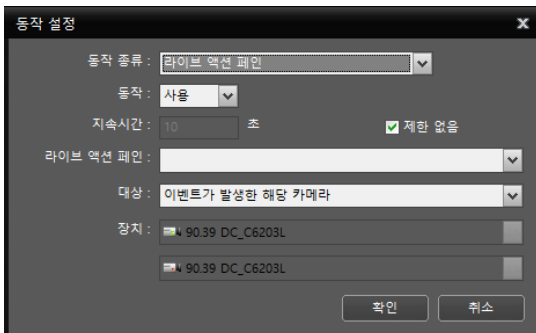 동작 설정 x
동작 종류 : 라이브 액션 페인
동작 : 사용
지속시간 : 10 초 제한 없음
라이브 액션 페인 :
대상 : 이벤트가 발생한 해당 카메라
장치 : 90.39 DC_C6203L
90.39 DC_C6203L
확인 취소